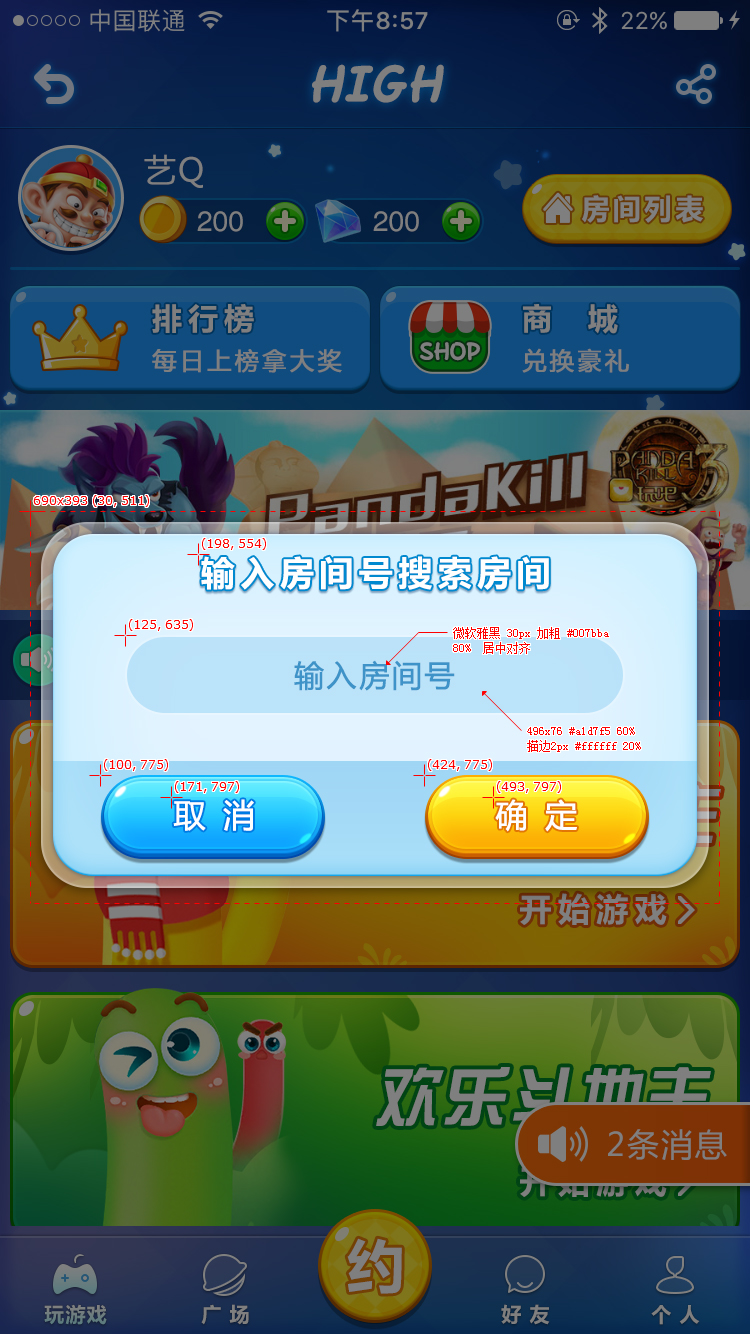 中国联通 下午8:57 22%
HIGH
艺Q
200 200 房间列表
排行榜
每日上榜拿大奖
SHOP
商 城
兑换豪礼
PANDA
KILL
3
玩吧
PandaKill
690x393 (30, 511)
(198, 554)
输入房间号搜索房间
(125, 635)
微软雅黑 30px 加粗 #007bba
80% 居中对齐
输入房间号
496x76 #a1d7f5 60%
描边2px #ffffff 20%
(100, 775)
(424, 775)
(171, 797)
(493, 797)
取 消
确 定
开始游戏
欢乐斗地主
2条消息
开始游戏
约
玩游戏 广 场 好 友 个 人